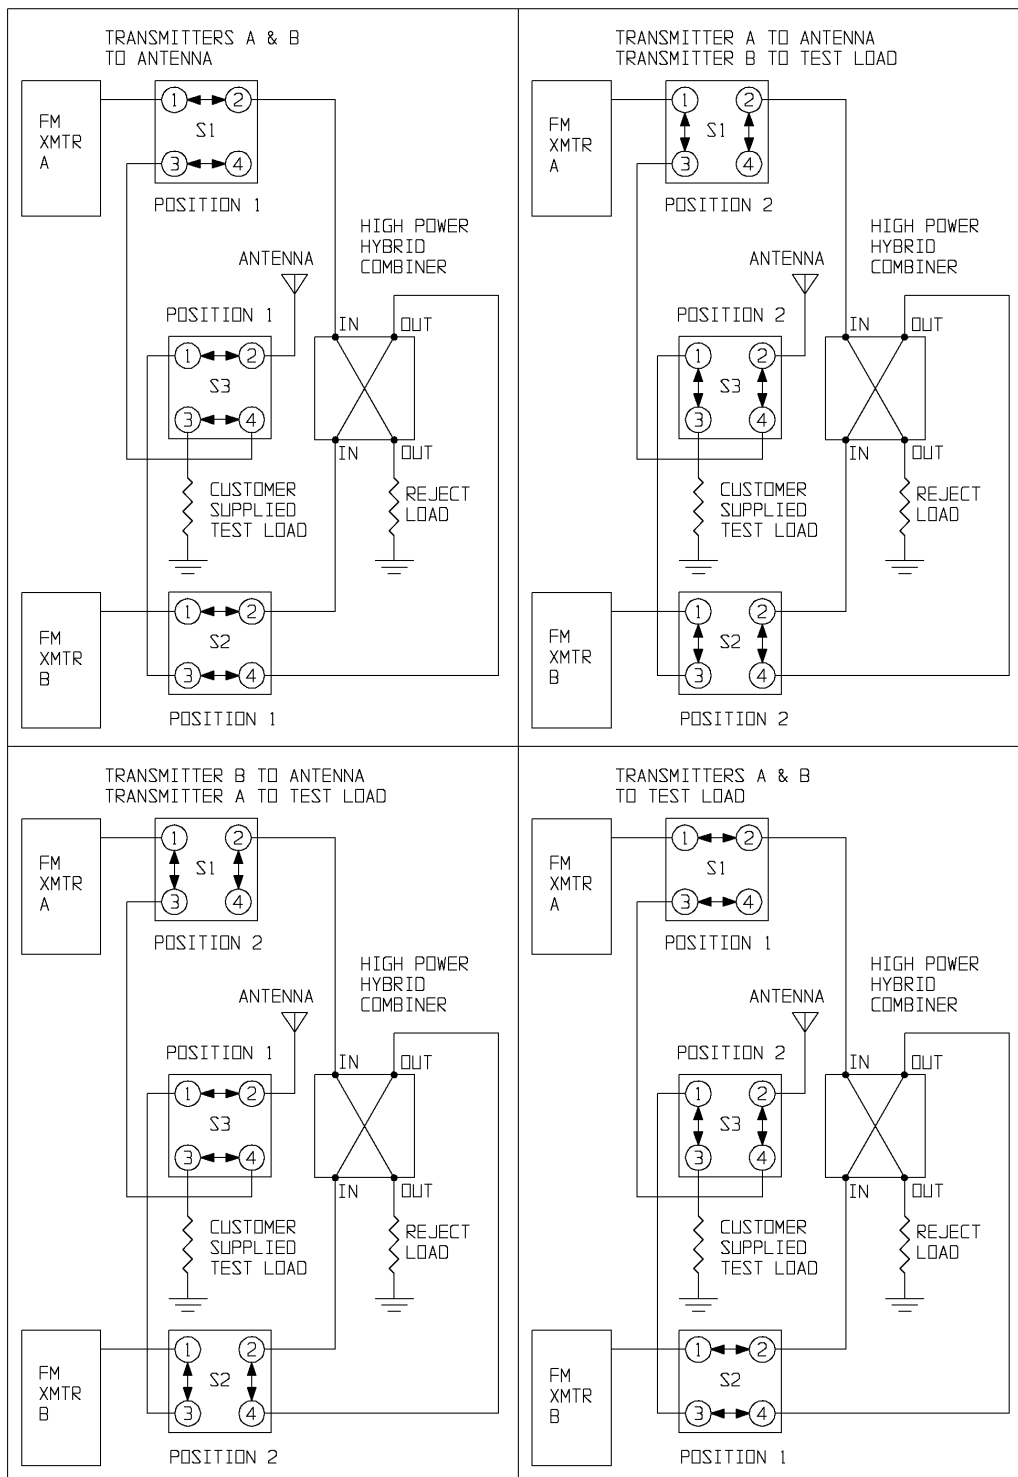 TRANSMITTERS A & B
TO ANTENNA
FM
XMTR
A
1
2
S1
3
4
POSITION 1
HIGH POWER
HYBRID
COMBINER
ANTENNA
POSITION 1
IN
OUT
1
2
S3
3
4
IN
OUT
CUSTOMER
SUPPLIED
TEST LOAD
REJECT
LOAD
FM
XMTR
B
1
2
S2
3
4
POSITION 1
TRANSMITTER A TO ANTENNA
TRANSMITTER B TO TEST LOAD
FM
XMTR
A
1
2
S1
3
4
POSITION 2
HIGH POWER
HYBRID
COMBINER
ANTENNA
POSITION 2
IN
OUT
1
2
S3
3
4
IN
OUT
CUSTOMER
SUPPLIED
TEST LOAD
REJECT
LOAD
FM
XMTR
B
1
2
S2
3
4
POSITION 2
TRANSMITTER B TO ANTENNA
TRANSMITTER A TO TEST LOAD
FM
XMTR
A
1
2
S1
3
4
POSITION 2
HIGH POWER
HYBRID
COMBINER
ANTENNA
POSITION 1
IN
OUT
1
2
S3
3
4
IN
OUT
CUSTOMER
SUPPLIED
TEST LOAD
REJECT
LOAD
FM
XMTR
B
1
2
S2
3
4
POSITION 2
TRANSMITTERS A & B
TO TEST LOAD
FM
XMTR
A
1
2
S1
3
4
POSITION 1
HIGH POWER
HYBRID
COMBINER
ANTENNA
POSITION 2
IN
OUT
1
2
S3
3
4
IN
OUT
CUSTOMER
SUPPLIED
TEST LOAD
REJECT
LOAD
FM
XMTR
B
1
2
S2
3
4
POSITION 1